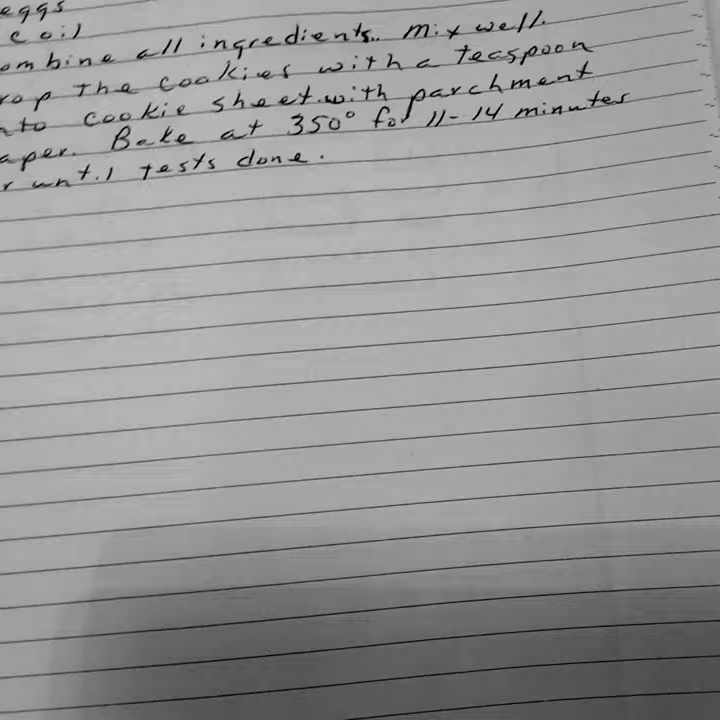 eggs
c oil
ombine all ingredients. Mix well.
rop the cookies with a teaspoon
nto cookie sheet with parchment
aper. Bake at 350° for 11-14 minutes
r until tests done.